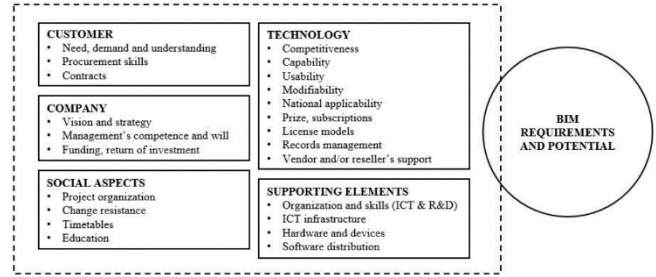 CUSTOMER
• Need, demand and understanding
• Procurement skills
• Contracts
COMPANY
• Vision and strategy
• Management's competence and will
• Funding, return of investment
SOCIAL ASPECTS
• Project organization
• Change resistance
• Timetables
• Education
TECHNOLOGY
• Competitiveness
• Capability
• Usability
• Modifiability
• National applicability
• Prize, subscriptions
• License models
• Records management
• Vendor and/or reseller's support
SUPPORTING ELEMENTS
• Organization and skills (ICT & R&D)
• ICT infrastructure
• Hardware and devices
• Software distribution
BIM
REQUIREMENTS
AND POTENTIAL